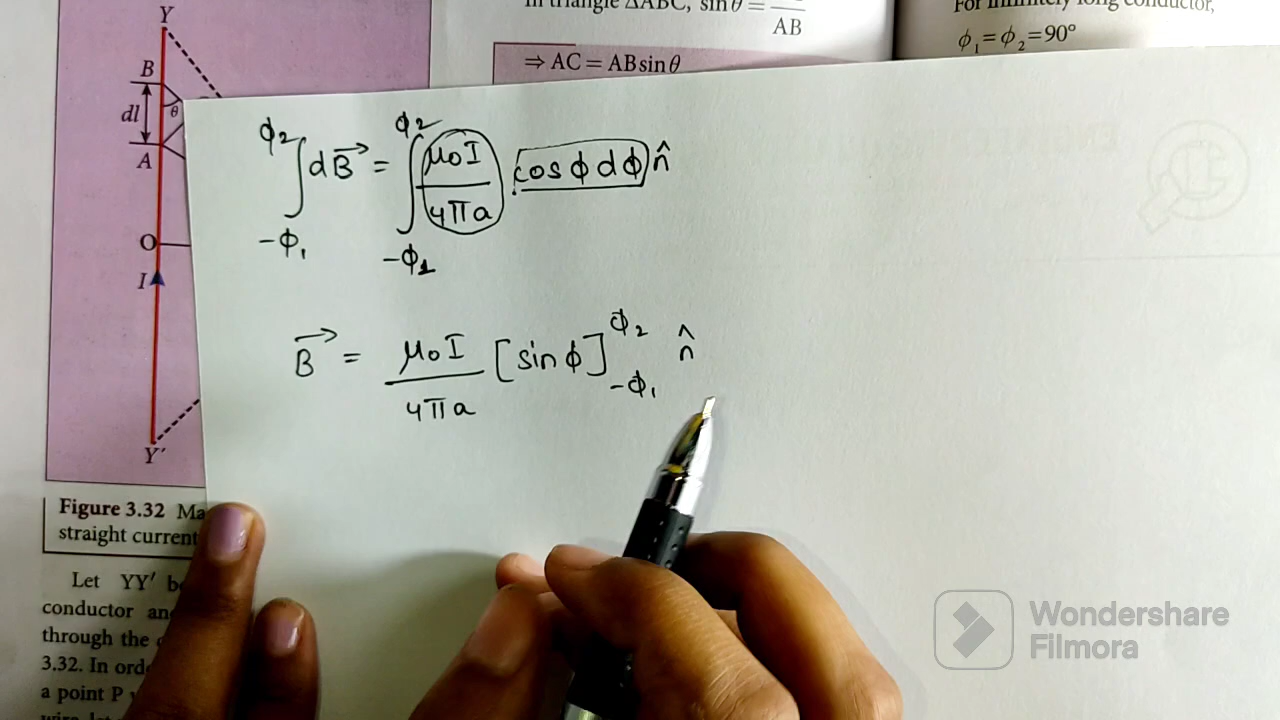 Y
B
dl
θ
A
O
I
Y′
Figure 3.32 Ma
straight current
Let YY′ b
conductor and
through the
3.32. In orde
a point P
in triangle ΔABC, sin θ =
AB
⇒ AC = AB sin θ
For infinitely long conductor,
ϕ₁ = ϕ₂ = 90°
∫_{-ϕ₁}^{ϕ₂} dB⃗ = ∫_{-ϕ₁}^{ϕ₂} μ₀I/4πa cos ϕ dϕ n̂
B⃗ = μ₀I/4πa [sin ϕ]_{-ϕ₁}^{ϕ₂} n̂
Wondershare
Filmora